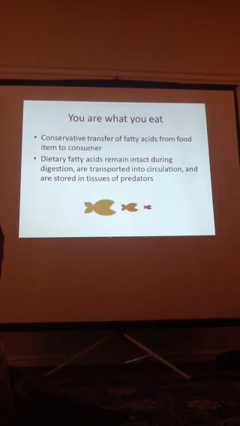 You are what you eat
• Conservative transfer of fatty acids from food
item to consumer
• Dietary fatty acids remain intact during
digestion, are transported into circulation, and
are stored in tissues of predators